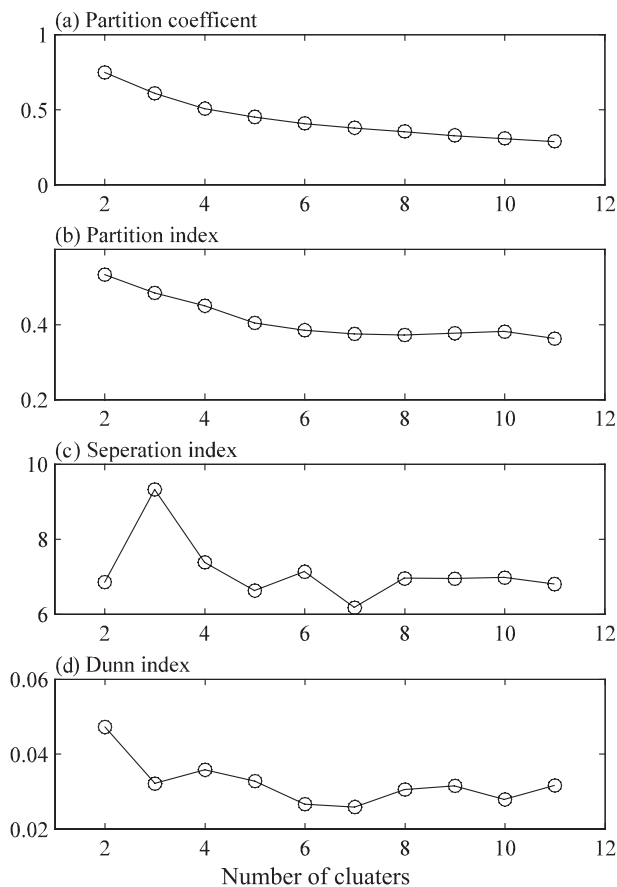 (a) Partition coefficent
1
0.5
0
2 4 6 8 10 12
(b) Partition index
0.4
0.2
2 4 6 8 10 12
(c) Seperation index
10
8
6
2 4 6 8 10 12
(d) Dunn index
0.06
0.04
0.02
2 4 6 8 10 12
Number of cluaters